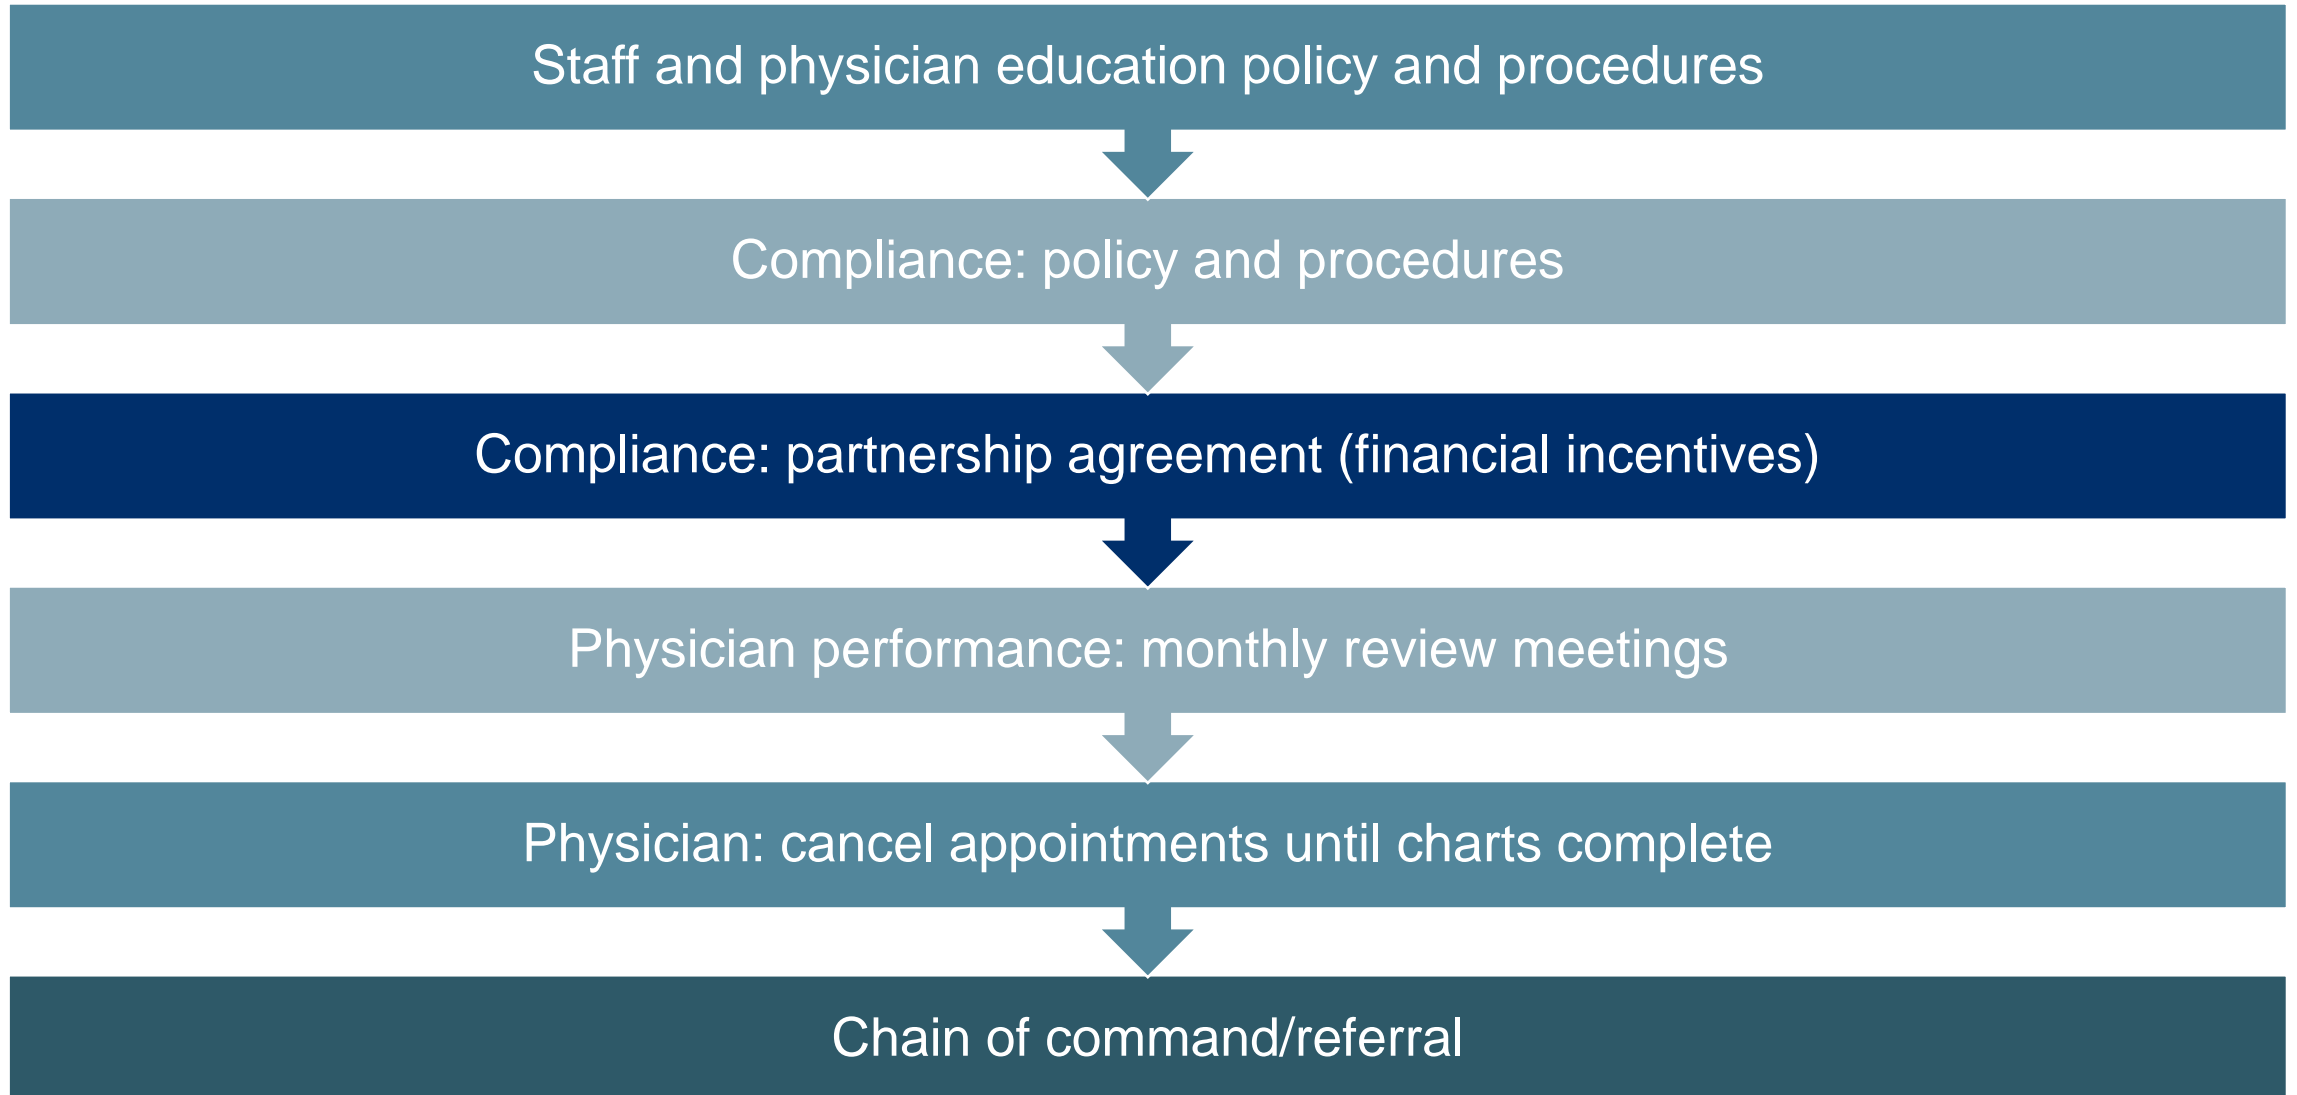 Staff and physician education policy and procedures
Compliance: policy and procedures
Compliance: partnership agreement (financial incentives)
Physician performance: monthly review meetings
Physician: cancel appointments until charts complete
Chain of command/referral